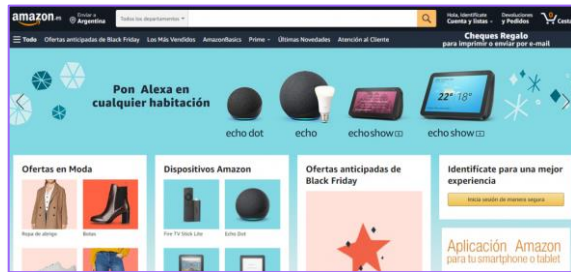 amazon.es
Enviar a
Argentina
Todos los departamentos
Hola, Identifícate
Cuenta y listas
Devoluciones
y Pedidos
0
Cesta
Todo Ofertas anticipadas de Black Friday Los Más Vendidos AmazonBasics Prime Últimas Novedades Atención al Cliente
Cheques Regalo
para imprimir o enviar por e-mail
Pon Alexa en
cualquier habitación
22° 18°
echo dot echo echo show 5 echo show 8
Ofertas en Moda
Dispositivos Amazon
Ofertas anticipadas de
Black Friday
Identifícate para una mejor
experiencia
Inicia sesión de manera segura
Ropa de abrigo Botas
Fire TV Stick Lite Echo Dot
Aplicación Amazon
para tu smartphone o tablet